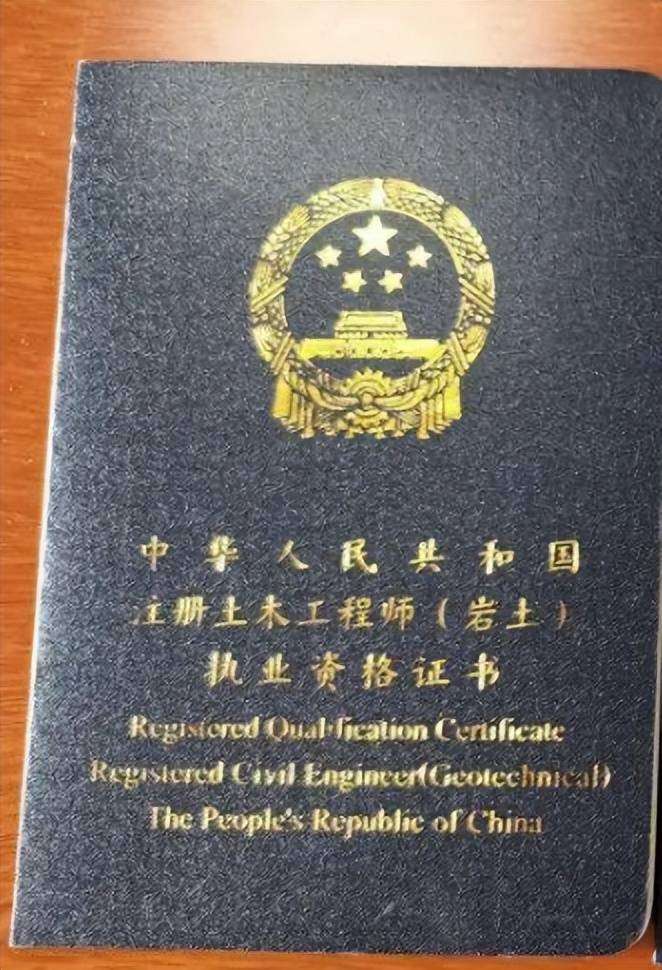 中华人民共和国
注册土木工程师（岩土）
执业资格证书
Registered Qualification Certificate
Registered Civil Engineer(Geotechnical)
The People's Republic of China